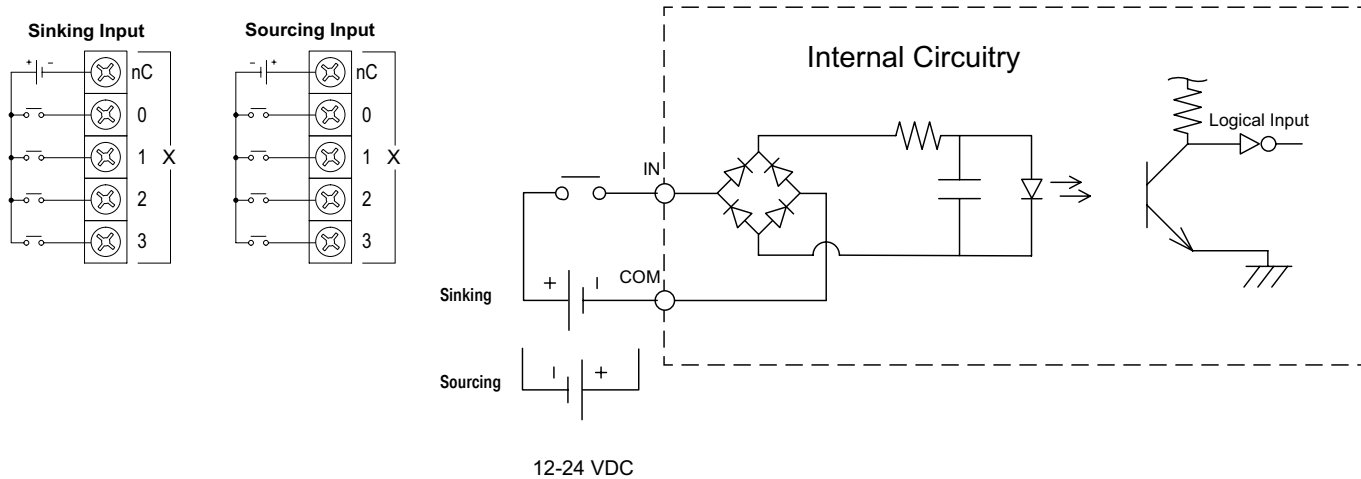 Sinking Input
+ -
nC
0
1
2
3
X
Sourcing Input
- +
nC
0
1
2
3
X
Internal Circuitry
IN
COM
Sinking
+ -
Sourcing
- +
12-24 VDC
Logical Input